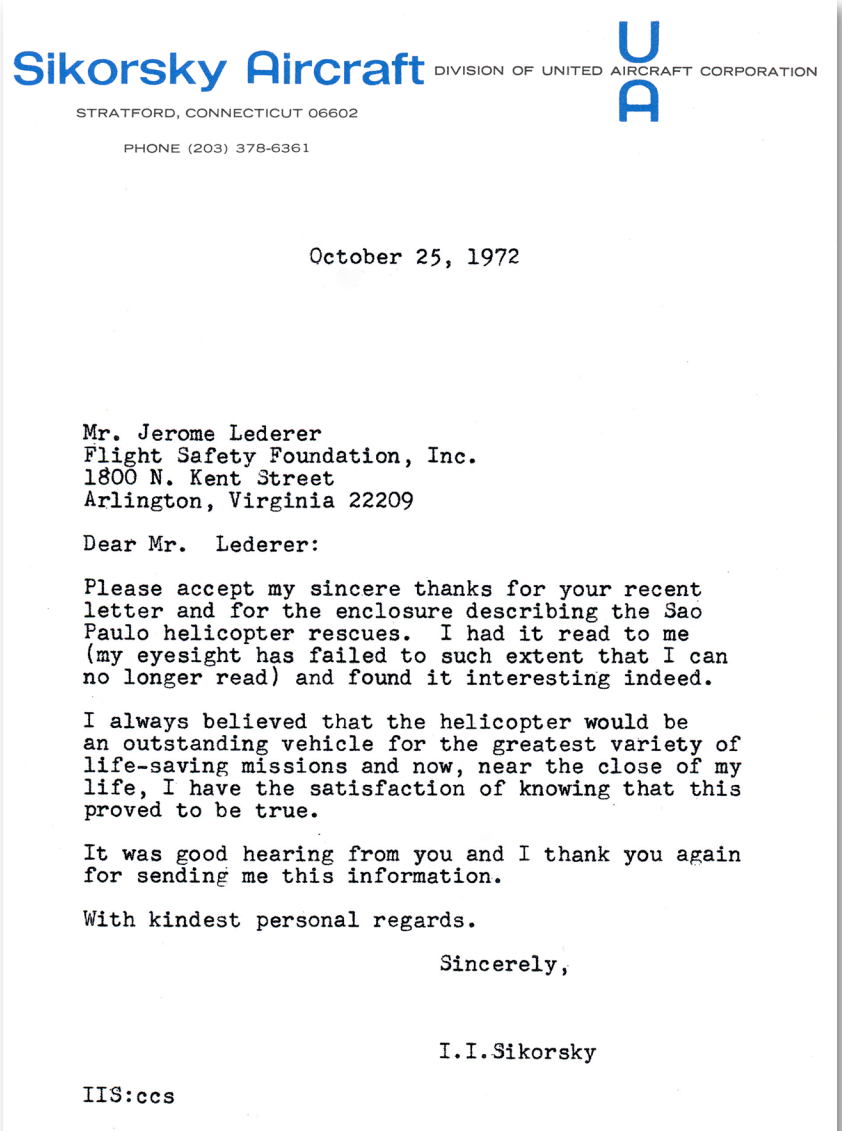 Sikorsky Aircraft DIVISION OF UNITED AIRCRAFT CORPORATION
U
A
STRATFORD, CONNECTICUT 06602
PHONE (203) 378-6361
October 25, 1972
Mr. Jerome Lederer
Flight Safety Foundation, Inc.
1800 N. Kent Street
Arlington, Virginia 22209
Dear Mr. Lederer:
Please accept my sincere thanks for your recent
letter and for the enclosure describing the Sao
Paulo helicopter rescues. I had it read to me
(my eyesight has failed to such extent that I can
no longer read) and found it interesting indeed.
I always believed that the helicopter would be
an outstanding vehicle for the greatest variety of
life-saving missions and now, near the close of my
life, I have the satisfaction of knowing that this
proved to be true.
It was good hearing from you and I thank you again
for sending me this information.
With kindest personal regards.
Sincerely,
I.I.Sikorsky
IIS:ccs